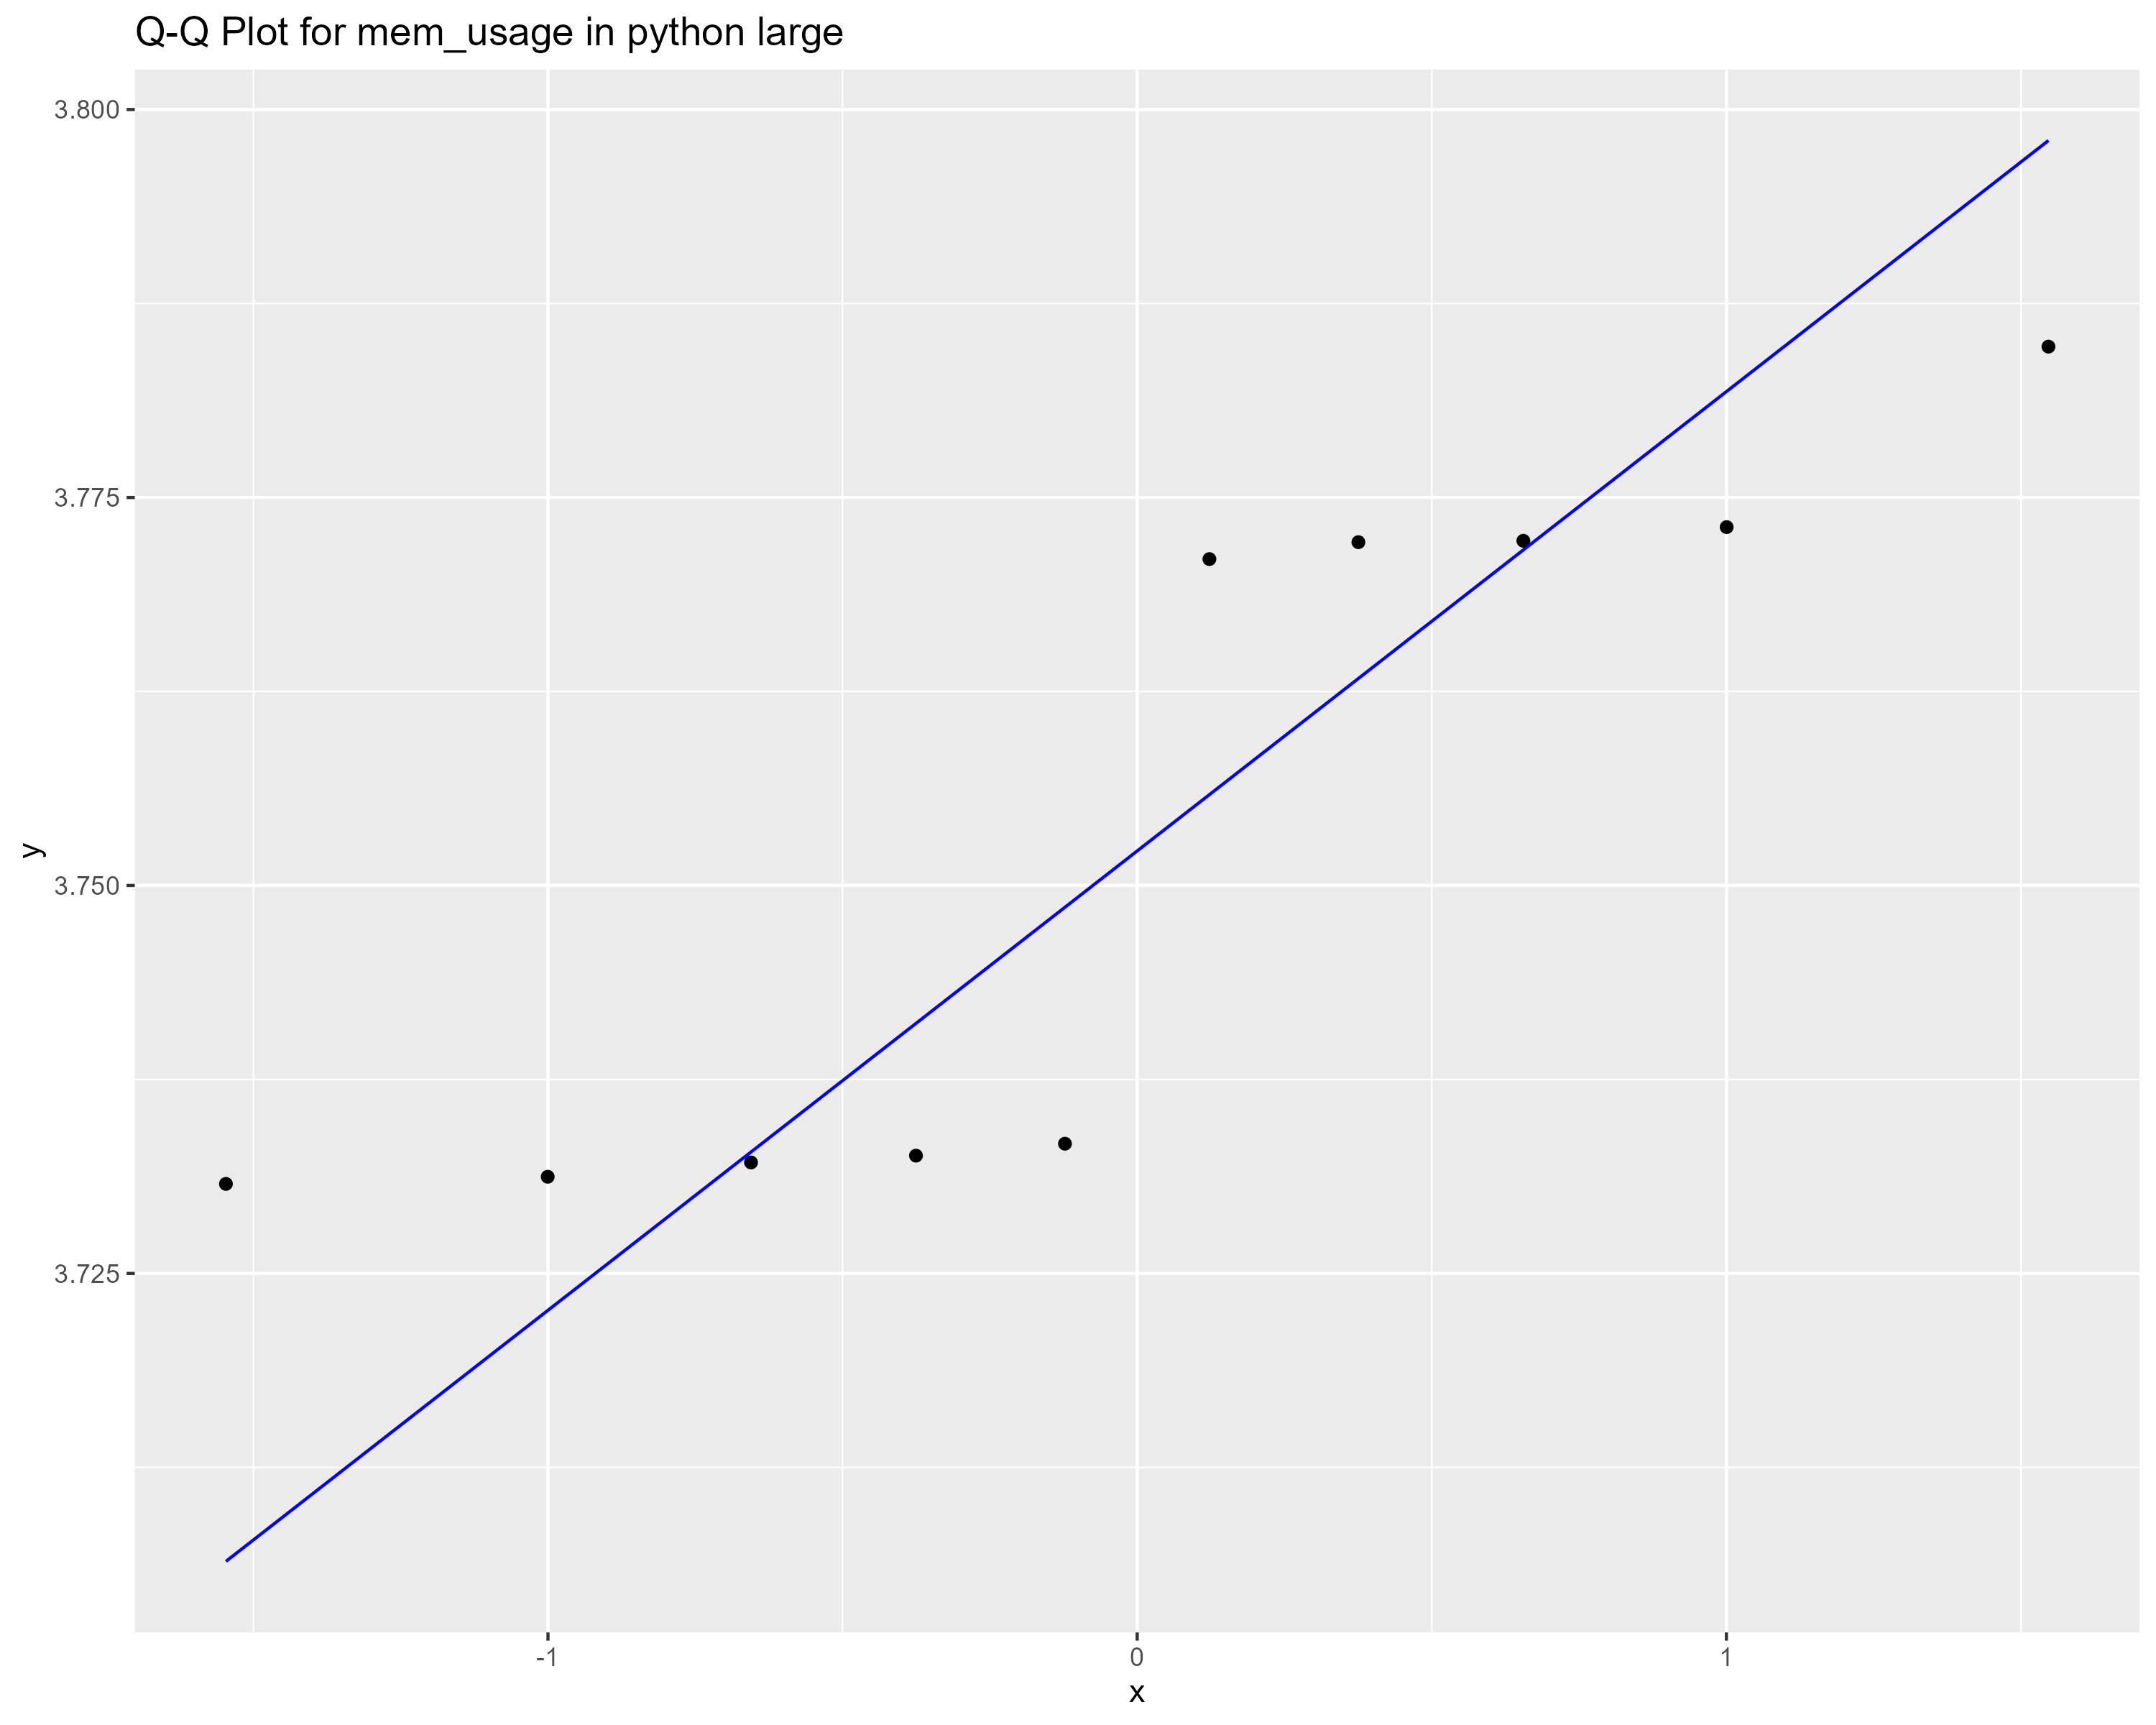 Q-Q Plot for mem_usage in python large
3.800
3.775
3.750
3.725
y
-1 0 1
x